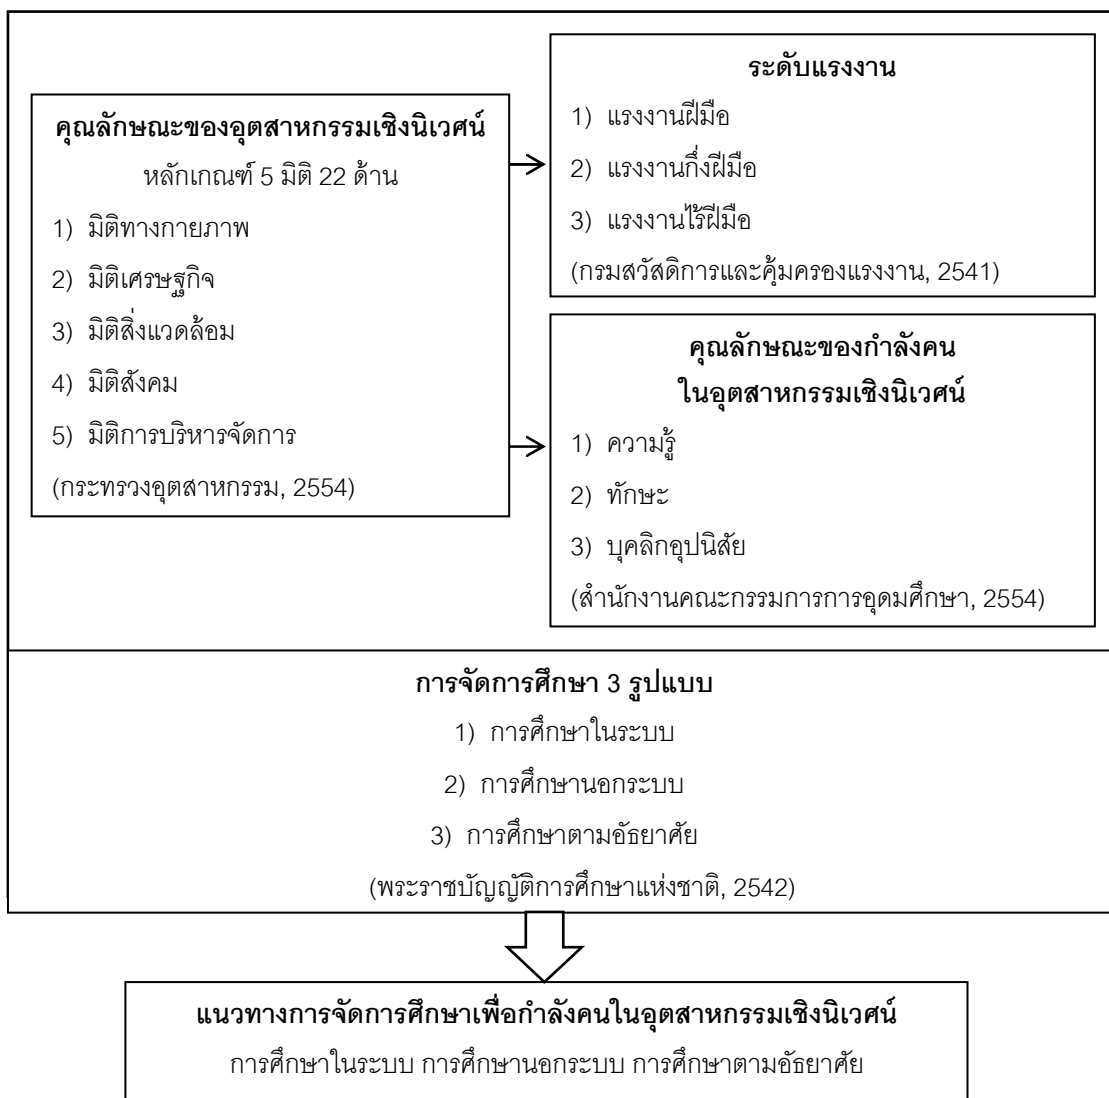 คุณลักษณะของอุตสาหกรรมเชิงนิเวศน์
หลักเกณฑ์ 5 มิติ 22 ด้าน
1) มิติทางกายภาพ
2) มิติเศรษฐกิจ
3) มิติสิ่งแวดล้อม
4) มิติสังคม
5) มิติการบริหารจัดการ
(กระทรวงอุตสาหกรรม, 2554)
ระดับแรงงาน
1) แรงงานฝีมือ
2) แรงงานกึ่งฝีมือ
3) แรงงานไร้ฝีมือ
(กรมสวัสดิการและคุ้มครองแรงงาน, 2541)
คุณลักษณะของกำลังคน
ในอุตสาหกรรมเชิงนิเวศน์
1) ความรู้
2) ทักษะ
3) บุคลิกอุปนิสัย
(สำนักงานคณะกรรมการการอุดมศึกษา, 2554)
การจัดการศึกษา 3 รูปแบบ
1) การศึกษาในระบบ
2) การศึกษานอกระบบ
3) การศึกษาตามอัธยาศัย
(พระราชบัญญัติการศึกษาแห่งชาติ, 2542)
แนวทางการจัดการศึกษาเพื่อกำลังคนในอุตสาหกรรมเชิงนิเวศน์
การศึกษาในระบบ การศึกษานอกระบบ การศึกษาตามอัธยาศัย